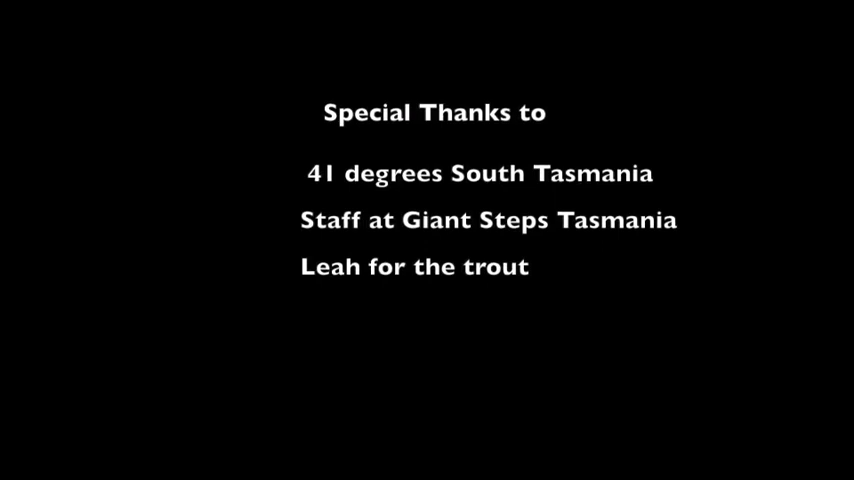 Special Thanks to
41 degrees South Tasmania
Staff at Giant Steps Tasmania
Leah for the trout